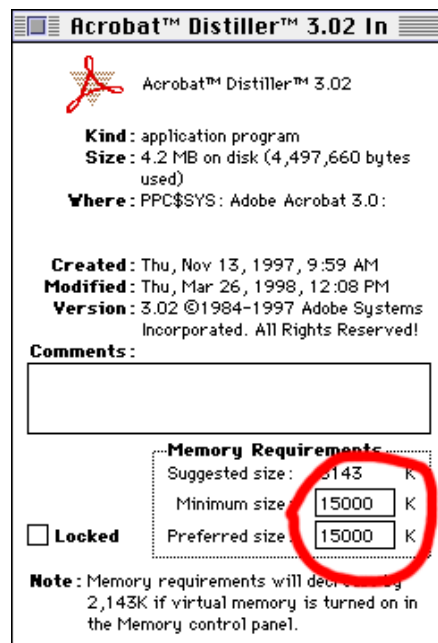 Acrobat™ Distiller™ 3.02 In
Acrobat™ Distiller™ 3.02
Kind: application program
Size: 4.2 MB on disk (4,497,660 bytes
used)
Where: PPC$SYS: Adobe Acrobat 3.0:
Created: Thu, Nov 13, 1997, 9:59 AM
Modified: Thu, Mar 26, 1998, 12:08 PM
Version: 3.02 ©1984-1997 Adobe Systems
Incorporated. All Rights Reserved!
Comments:
Memory Requirements
Suggested size: K
Minimum size: 15000 K
Locked Preferred size: 15000 K
Note: Memory requirements will decrease by
2,143K if virtual memory is turned on in
the Memory control panel.